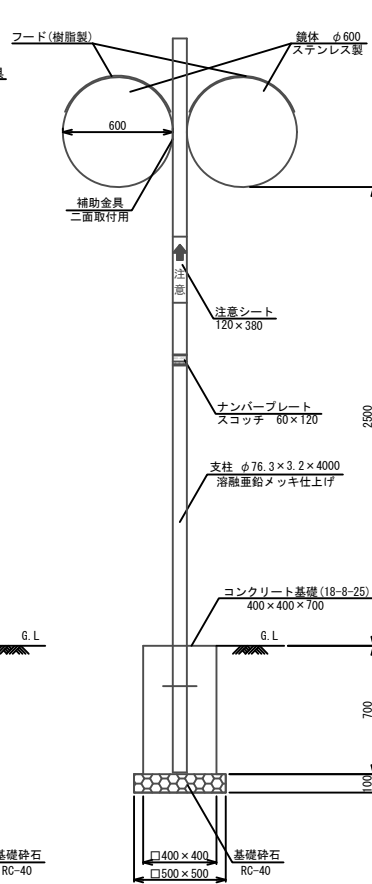 フード(樹脂製)
鏡体 φ600
ステンレス製
600
補助金具
二面取付用
注意
注意シート
120×380
ナンバープレート
スコッチ 60×120
2500
支柱 φ76.3×3.2×4000
溶融亜鉛メッキ仕上げ
コンクリート基礎(18-8-25)
400×400×700
G.L
G.L
700
100
基礎砕石
RC-40
□400×400
□500×500
基礎砕石
RC-40